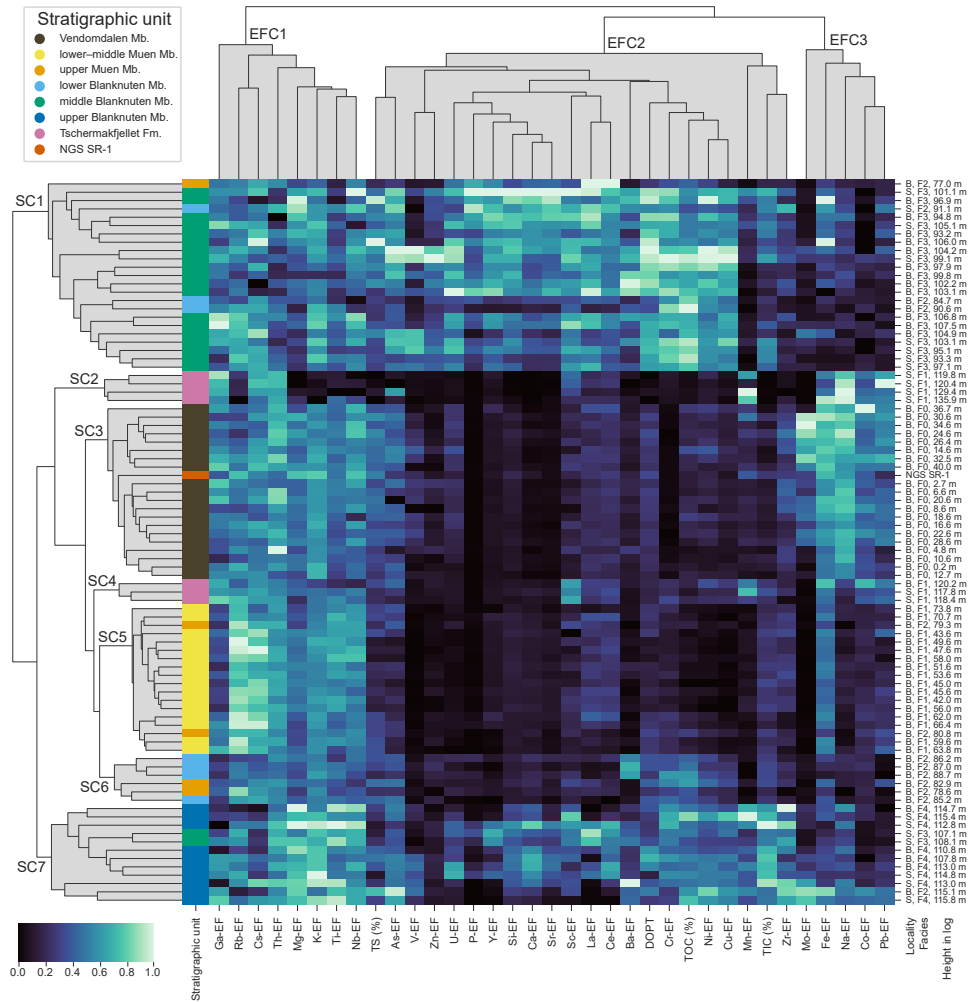 Stratigraphic unit
Vendomdalen Mb.
lower–middle Muen Mb.
upper Muen Mb.
lower Blanknuten Mb.
middle Blanknuten Mb.
upper Blanknuten Mb.
Tschermakfjellet Fm.
NGS SR-1
EFC1
EFC2
EFC3
SC1
SC2
SC3
SC4
SC5
SC6
SC7
B, F2, 77.0 m
S, F3, 101.1 m
B, F3, 96.9 m
B, F2, 91.1 m
B, F3, 94.8 m
S, F3, 105.1 m
B, F3, 93.2 m
B, F3, 106.0 m
B, F3, 104.2 m
S, F3, 99.1 m
B, F3, 97.9 m
B, F3, 99.8 m
B, F3, 102.2 m
B, F3, 103.1 m
B, F2, 84.7 m
B, F2, 90.6 m
B, F3, 106.8 m
B, F3, 107.5 m
B, F3, 104.9 m
S, F3, 103.1 m
S, F3, 95.1 m
S, F3, 93.3 m
S, F3, 97.1 m
S, F1, 119.8 m
S, F1, 120.4 m
S, F1, 129.4 m
S, F1, 135.9 m
B, F0, 36.7 m
B, F0, 30.6 m
B, F0, 34.6 m
B, F0, 24.6 m
B, F0, 26.4 m
B, F0, 14.6 m
B, F0, 32.5 m
B, F0, 40.0 m
NGS SR-1
B, F0, 2.7 m
B, F0, 6.6 m
B, F0, 20.6 m
B, F0, 8.6 m
B, F0, 18.6 m
B, F0, 16.6 m
B, F0, 22.6 m
B, F0, 28.6 m
B, F0, 4.8 m
B, F0, 10.6 m
B, F0, 0.2 m
B, F0, 12.7 m
B, F1, 120.2 m
S, F1, 117.8 m
S, F1, 118.4 m
B, F1, 73.8 m
B, F1, 70.7 m
B, F2, 79.3 m
B, F1, 43.6 m
B, F1, 49.6 m
B, F1, 47.6 m
B, F1, 58.0 m
B, F1, 51.6 m
B, F1, 53.6 m
B, F1, 45.0 m
B, F1, 45.6 m
B, F1, 42.0 m
B, F1, 56.0 m
B, F1, 62.0 m
B, F1, 66.4 m
B, F2, 80.8 m
B, F1, 59.6 m
B, F1, 63.8 m
B, F2, 86.2 m
B, F2, 87.0 m
B, F2, 88.7 m
B, F2, 82.9 m
B, F2, 78.6 m
B, F2, 85.2 m
B, F4, 114.7 m
S, F4, 115.4 m
S, F4, 112.8 m
S, F3, 107.1 m
S, F3, 108.1 m
B, F4, 110.8 m
B, F4, 107.8 m
B, F4, 113.0 m
S, F4, 114.8 m
S, F4, 113.0 m
B, F2, 115.1 m
S, F4, 115.8 m
0.0 0.2 0.4 0.6 0.8 1.0
Stratigraphic unit
Ga-EF
Rb-EF
Cs-EF
Th-EF
Mg-EF
K-EF
Ti-EF
Nb-EF
TS (%)
As-EF
V-EF
Zn-EF
U-EF
P-EF
Y-EF
Si-EF
Ca-EF
Sr-EF
Sc-EF
La-EF
Ce-EF
Ba-EF
DOPT
Cr-EF
TOC (%)
Ni-EF
Cu-EF
Mn-EF
TIC (%)
Zr-EF
Mo-EF
Fe-EF
Na-EF
Co-EF
Pb-EF
Locality
Facies
Height in log